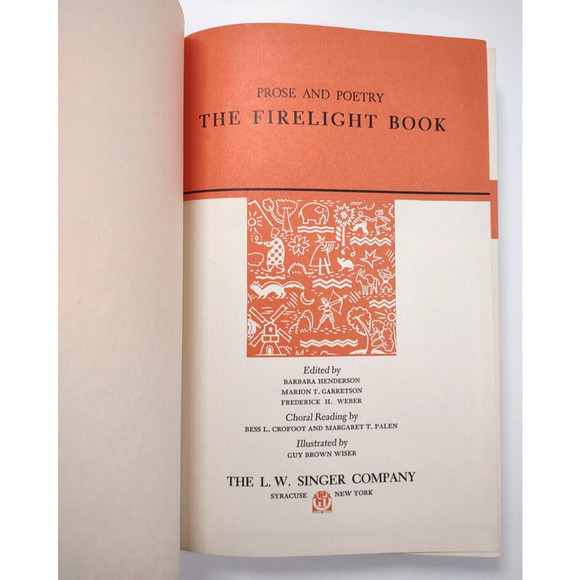 PROSE AND POETRY
THE FIRELIGHT BOOK
Edited by
BARBARA HENDERSON
MARION T. GARRETSON
FREDERICK H. WEBER
Choral Reading by
BESS L. CROFOOT AND MARGARET T. PALEN
Illustrated by
GUY BROWN WISER
THE L. W. SINGER COMPANY
SYRACUSE NEW YORK